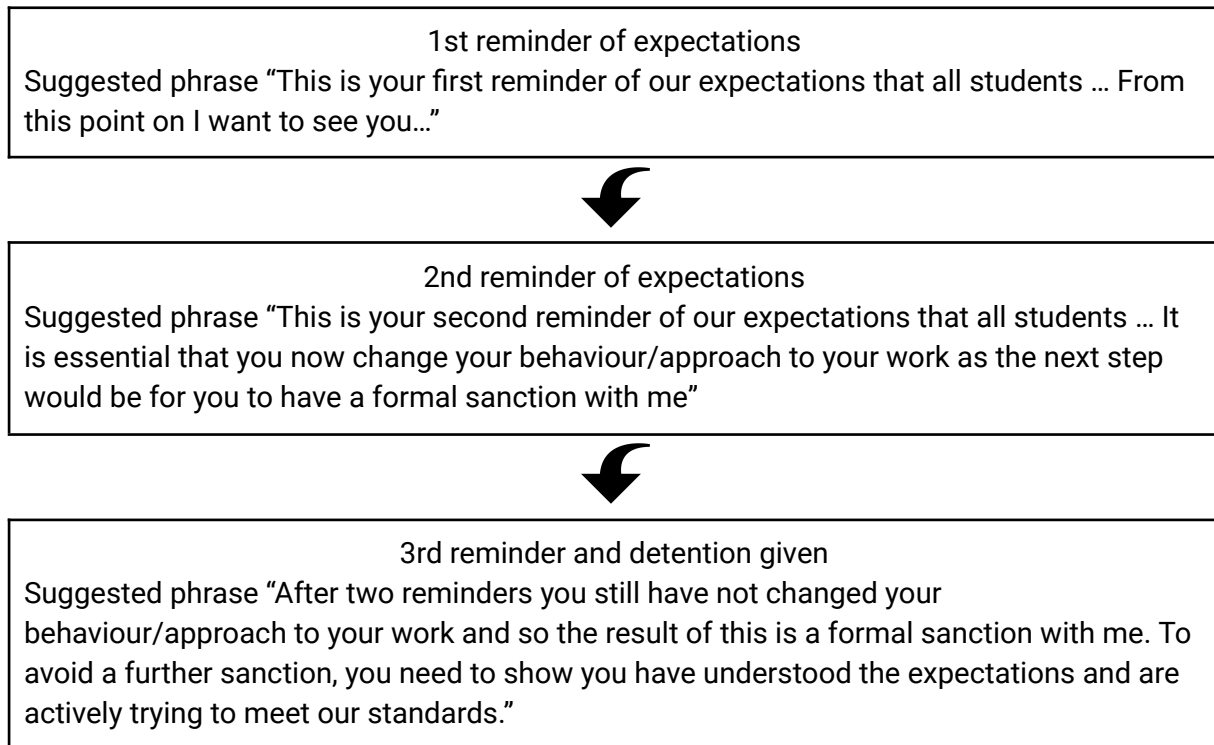 1st reminder of expectations
Suggested phrase “This is your first reminder of our expectations that all students … From
this point on I want to see you…”
2nd reminder of expectations
Suggested phrase “This is your second reminder of our expectations that all students … It
is essential that you now change your behaviour/approach to your work as the next step
would be for you to have a formal sanction with me”
3rd reminder and detention given
Suggested phrase “After two reminders you still have not changed your
behaviour/approach to your work and so the result of this is a formal sanction with me. To
avoid a further sanction, you need to show you have understood the expectations and are
actively trying to meet our standards.”